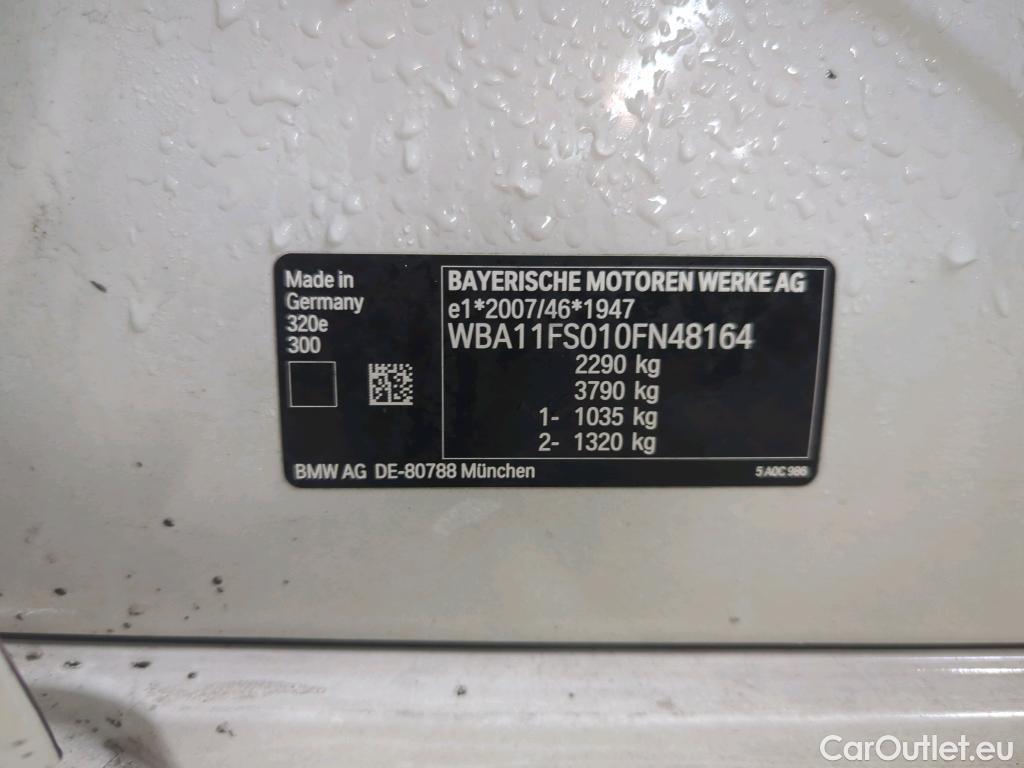 Made in
Germany
320e
300
BAYERISCHE MOTOREN WERKE AG
e1*2007/46*1947
WBA11FS010FN48164
2290 kg
3790 kg
1- 1035 kg
2- 1320 kg
BMW AG DE-80788 München
5 A0C 986
CarOutlet.eu